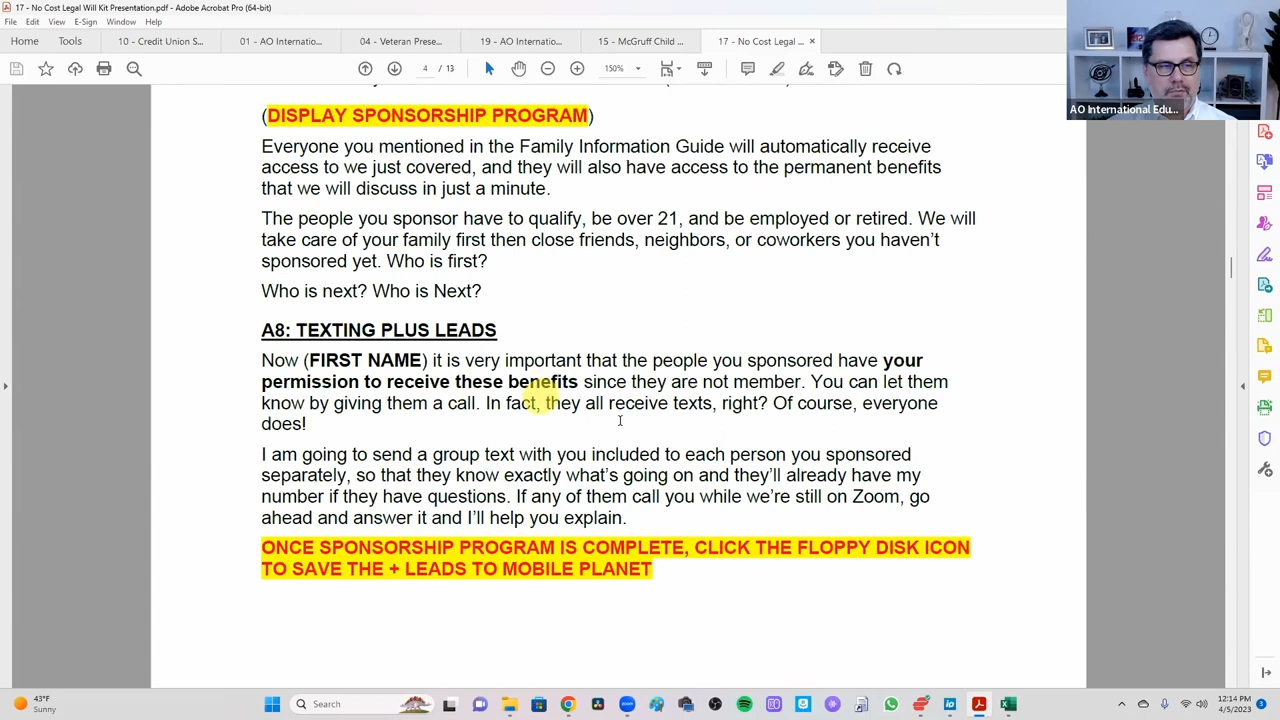 17 - No Cost Legal Will Kit Presentation.pdf - Adobe Acrobat Pro (64-bit)
File Edit View E-Sign Window Help
Home Tools 10 - Credit Union S... 01 - AO Internatio... 04 - Veteran Prese... 19 - AO Internatio... 15 - McGruff Child ... 17 - No Cost Legal ... ×
4 / 13 150%
AO International Edu...
(DISPLAY SPONSORSHIP PROGRAM)
Everyone you mentioned in the Family Information Guide will automatically receive
access to we just covered, and they will also have access to the permanent benefits
that we will discuss in just a minute.
The people you sponsor have to qualify, be over 21, and be employed or retired. We will
take care of your family first then close friends, neighbors, or coworkers you haven't
sponsored yet. Who is first?
Who is next? Who is Next?
A8: TEXTING PLUS LEADS
Now (FIRST NAME) it is very important that the people you sponsored have your
permission to receive these benefits since they are not member. You can let them
know by giving them a call. In fact, they all receive texts, right? Of course, everyone
does!
I am going to send a group text with you included to each person you sponsored
separately, so that they know exactly what's going on and they'll already have my
number if they have questions. If any of them call you while we're still on Zoom, go
ahead and answer it and I'll help you explain.
ONCE SPONSORSHIP PROGRAM IS COMPLETE, CLICK THE FLOPPY DISK ICON
TO SAVE THE + LEADS TO MOBILE PLANET
43°F
Sunny
Search
12:14 PM
4/5/2023